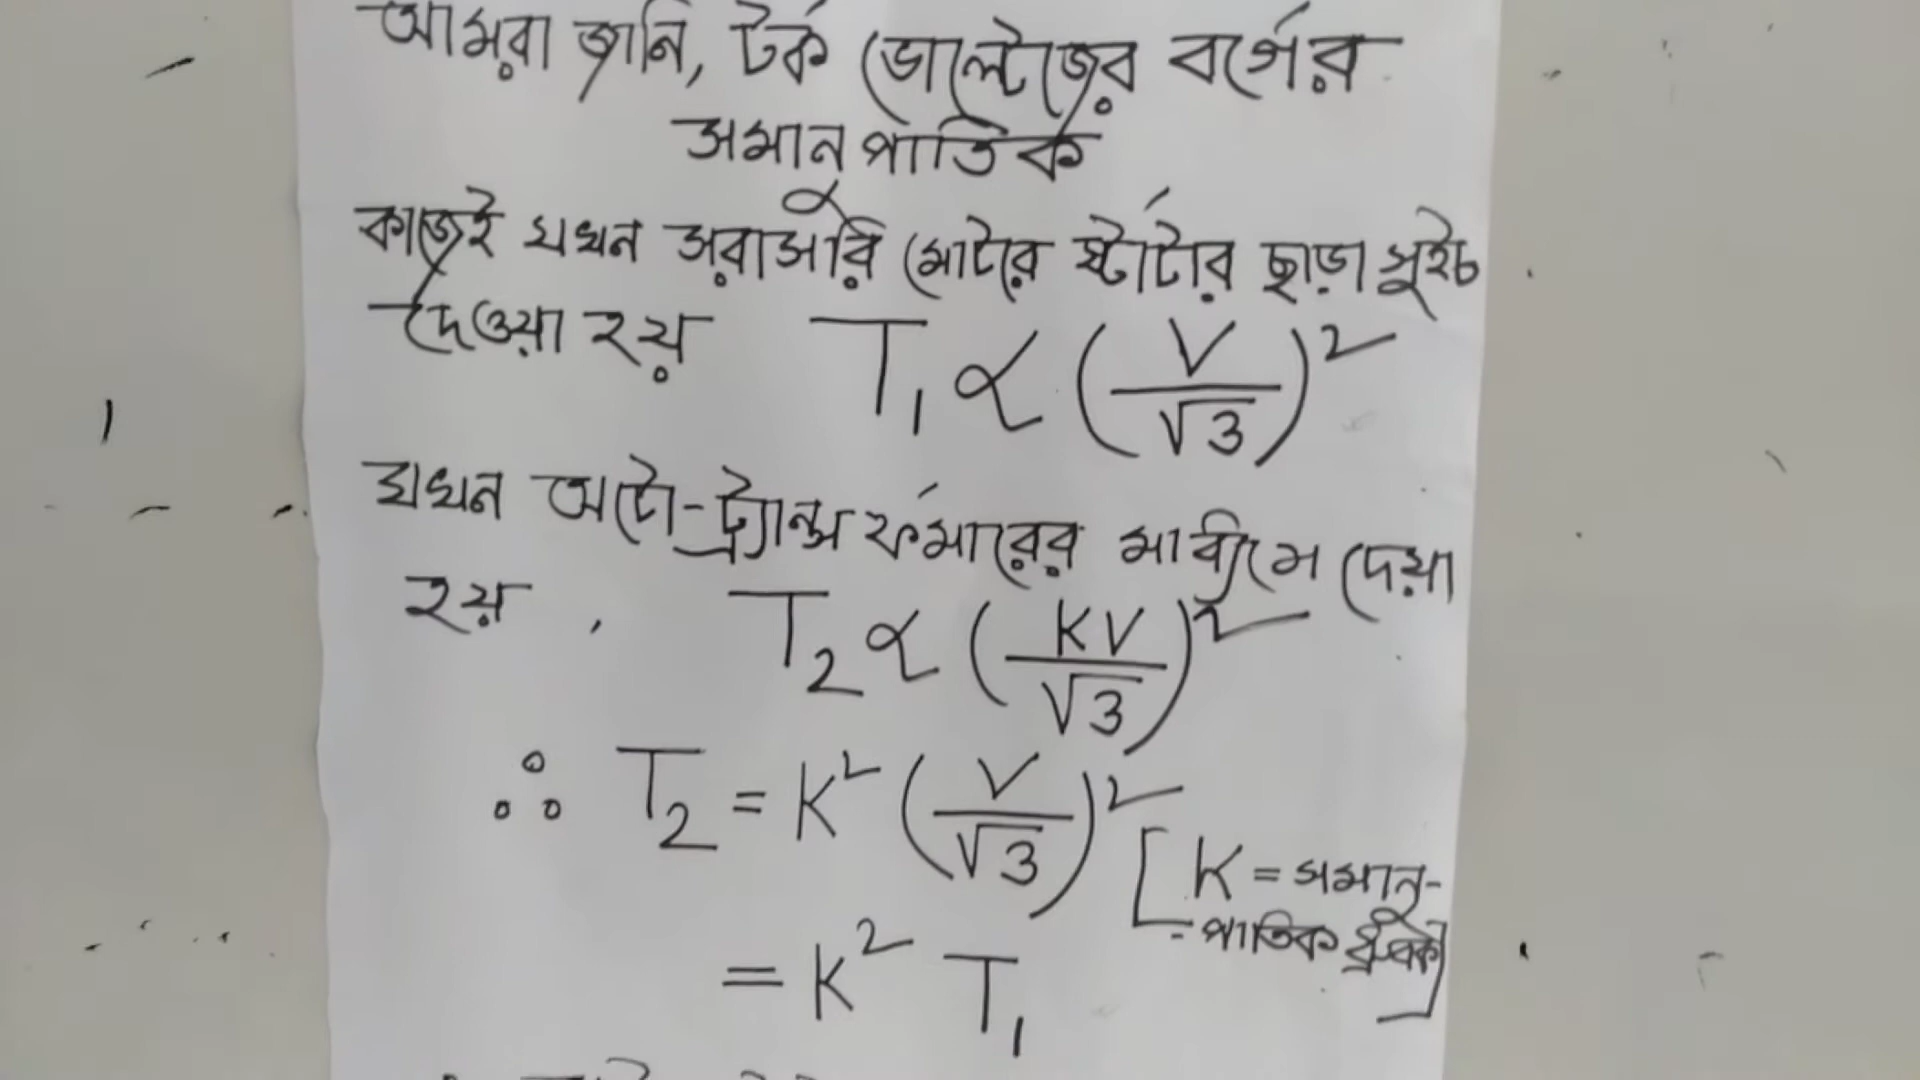 আমরা জানি, টর্ক ভোল্টেজের বর্গের
সমানুপাতিক
কাজেই যখন সরাসরি মোটরে ষ্টার্টার ছাড়া সুইচ
দেওয়া হয় T₁ ∝ (V/√3)²
যখন অটো-ট্র্যান্সফর্মারের মাধ্যমে দেয়া
হয়, T₂ ∝ (KV/√3)²
∴ T₂ = K² (V/√3)²
[K = সমানু-
-পাতিক ধ্রুবক]
= K² T₁